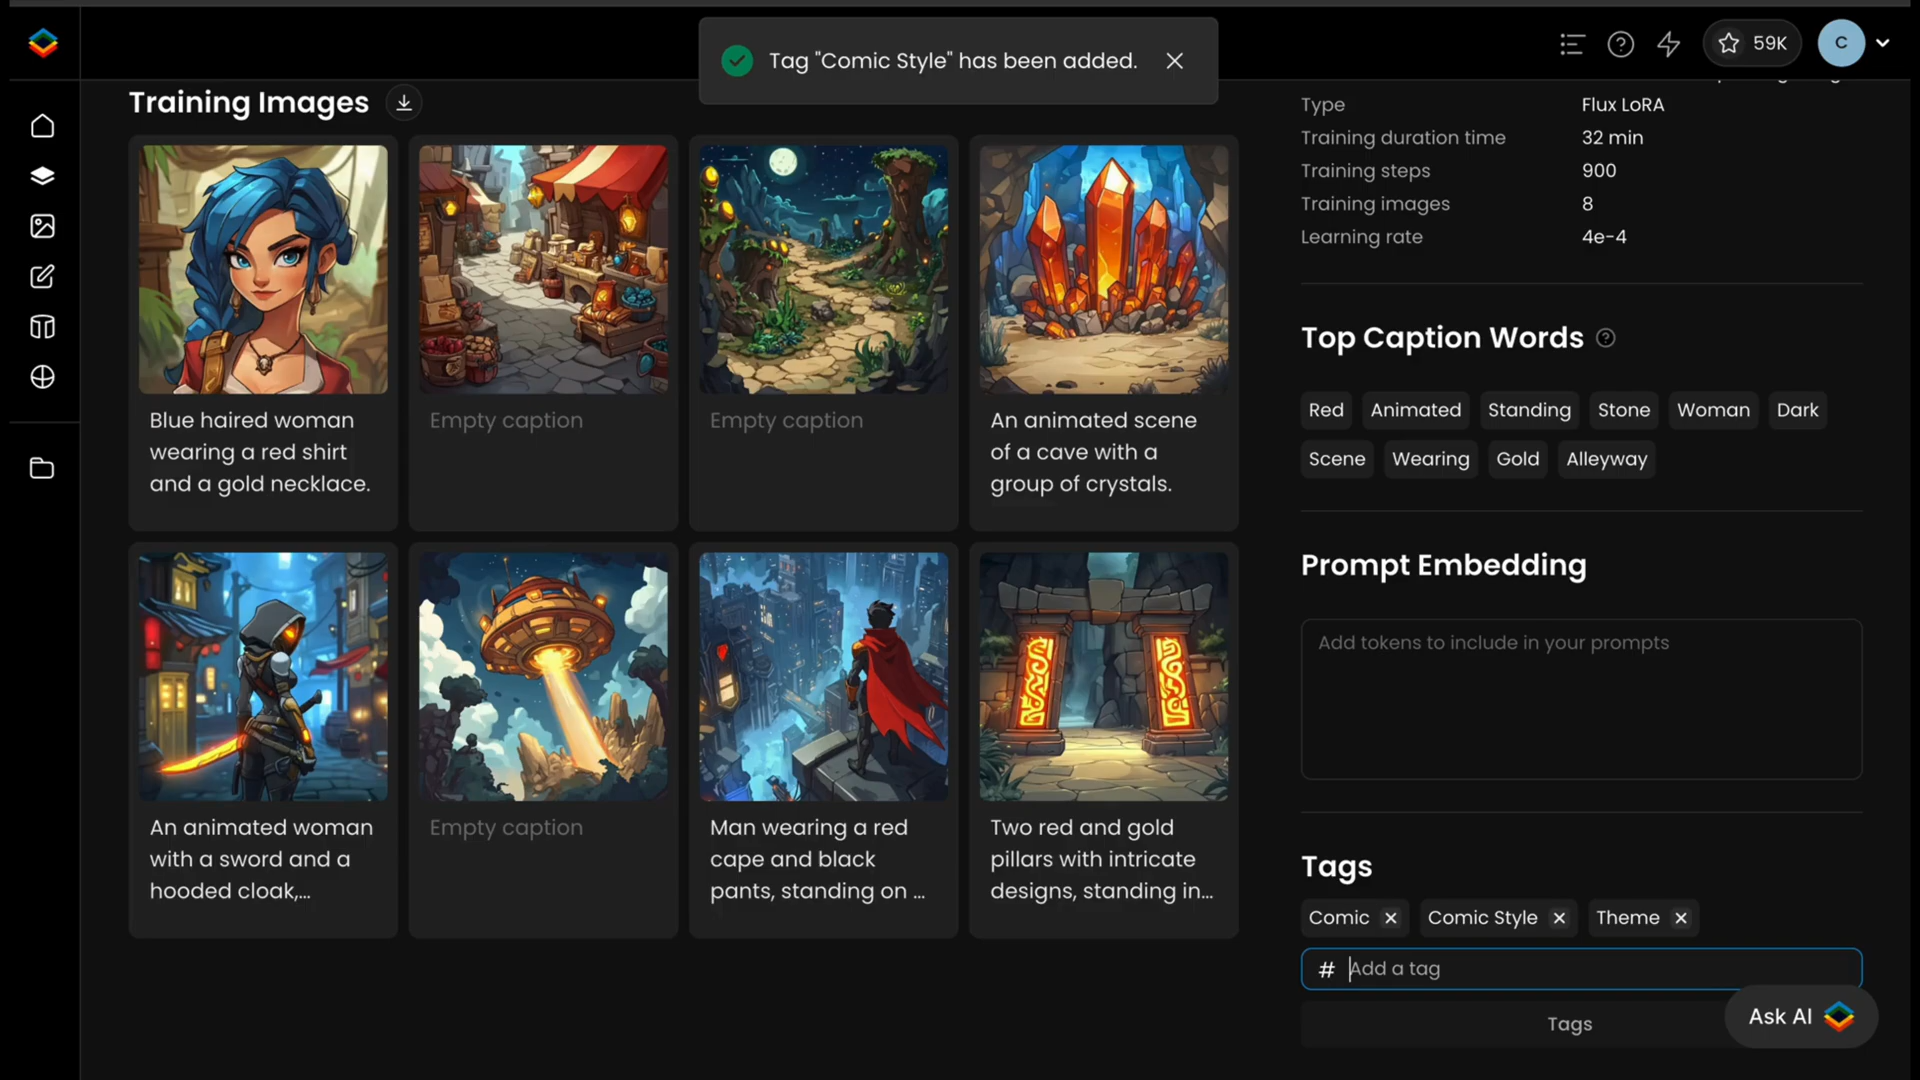 Tag "Comic Style" has been added.
59K
C
Training Images
Blue haired woman
wearing a red shirt
and a gold necklace.
Empty caption
Empty caption
An animated scene
of a cave with a
group of crystals.
An animated woman
with a sword and a
hooded cloak,...
Empty caption
Man wearing a red
cape and black
pants, standing on ...
Two red and gold
pillars with intricate
designs, standing in...
Type Flux LoRA
Training duration time 32 min
Training steps 900
Training images 8
Learning rate 4e-4
Top Caption Words
Red Animated Standing Stone Woman Dark
Scene Wearing Gold Alleyway
Prompt Embedding
Add tokens to include in your prompts
Tags
Comic Comic Style Theme
# Add a tag
Tags
Ask AI